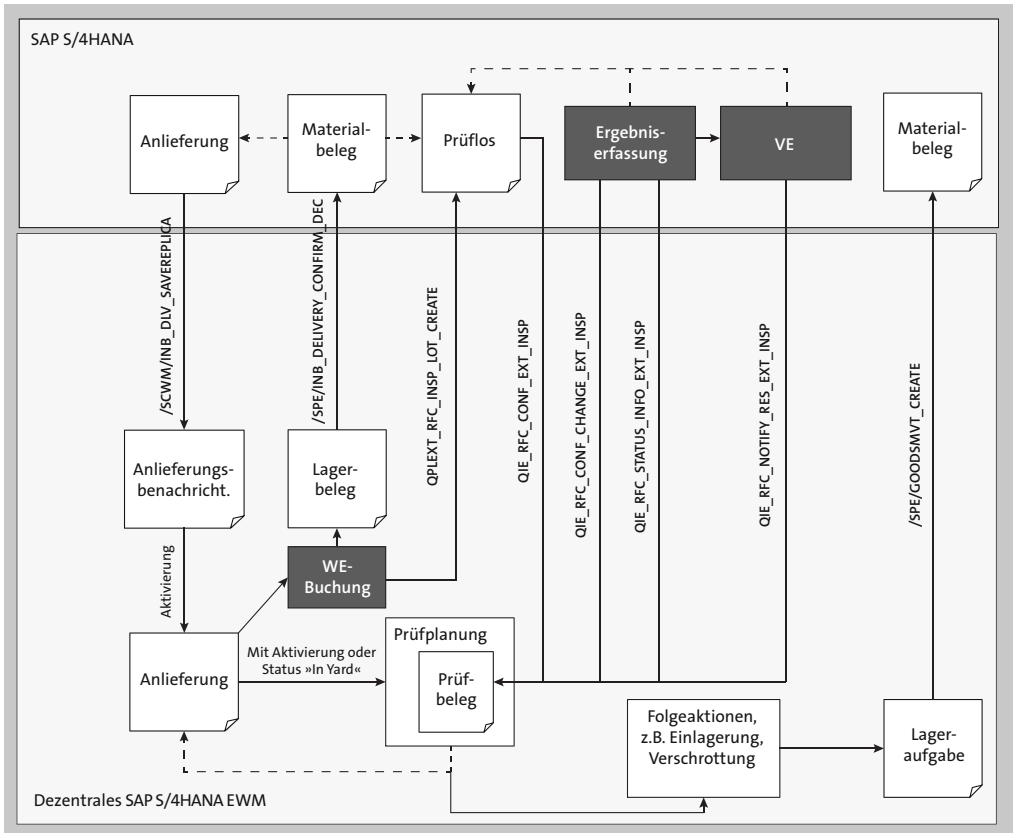 SAP S/4HANA
Anlieferung
Material-
beleg
Prüflos
Ergebnis-
erfassung
VE
Material-
beleg
/SCWM/INB_DLV_SAVEREPLICA
/SPE/INB_DELIVERY_CONFIRM_DEC
QPLEXT_RFC_INSP_LOT_CREATE
QIE_RFC_CONF_EXT_INSP
QIE_RFC_CONF_CHANGE_EXT_INSP
QIE_RFC_STATUS_INFO_EXT_INSP
QIE_RFC_NOTIFY_RES_EXT_INSP
/SPE/GOODSMVT_CREATE
Anlieferungs-
benachricht.
Lager-
beleg
Aktivierung
WE-
Buchung
Anlieferung
Mit Aktivierung oder
Status »In Yard«
Prüfplanung
Prüf-
beleg
Folgeaktionen,
z.B. Einlagerung,
Verschrottung
Lager-
aufgabe
Dezentrales SAP S/4HANA EWM